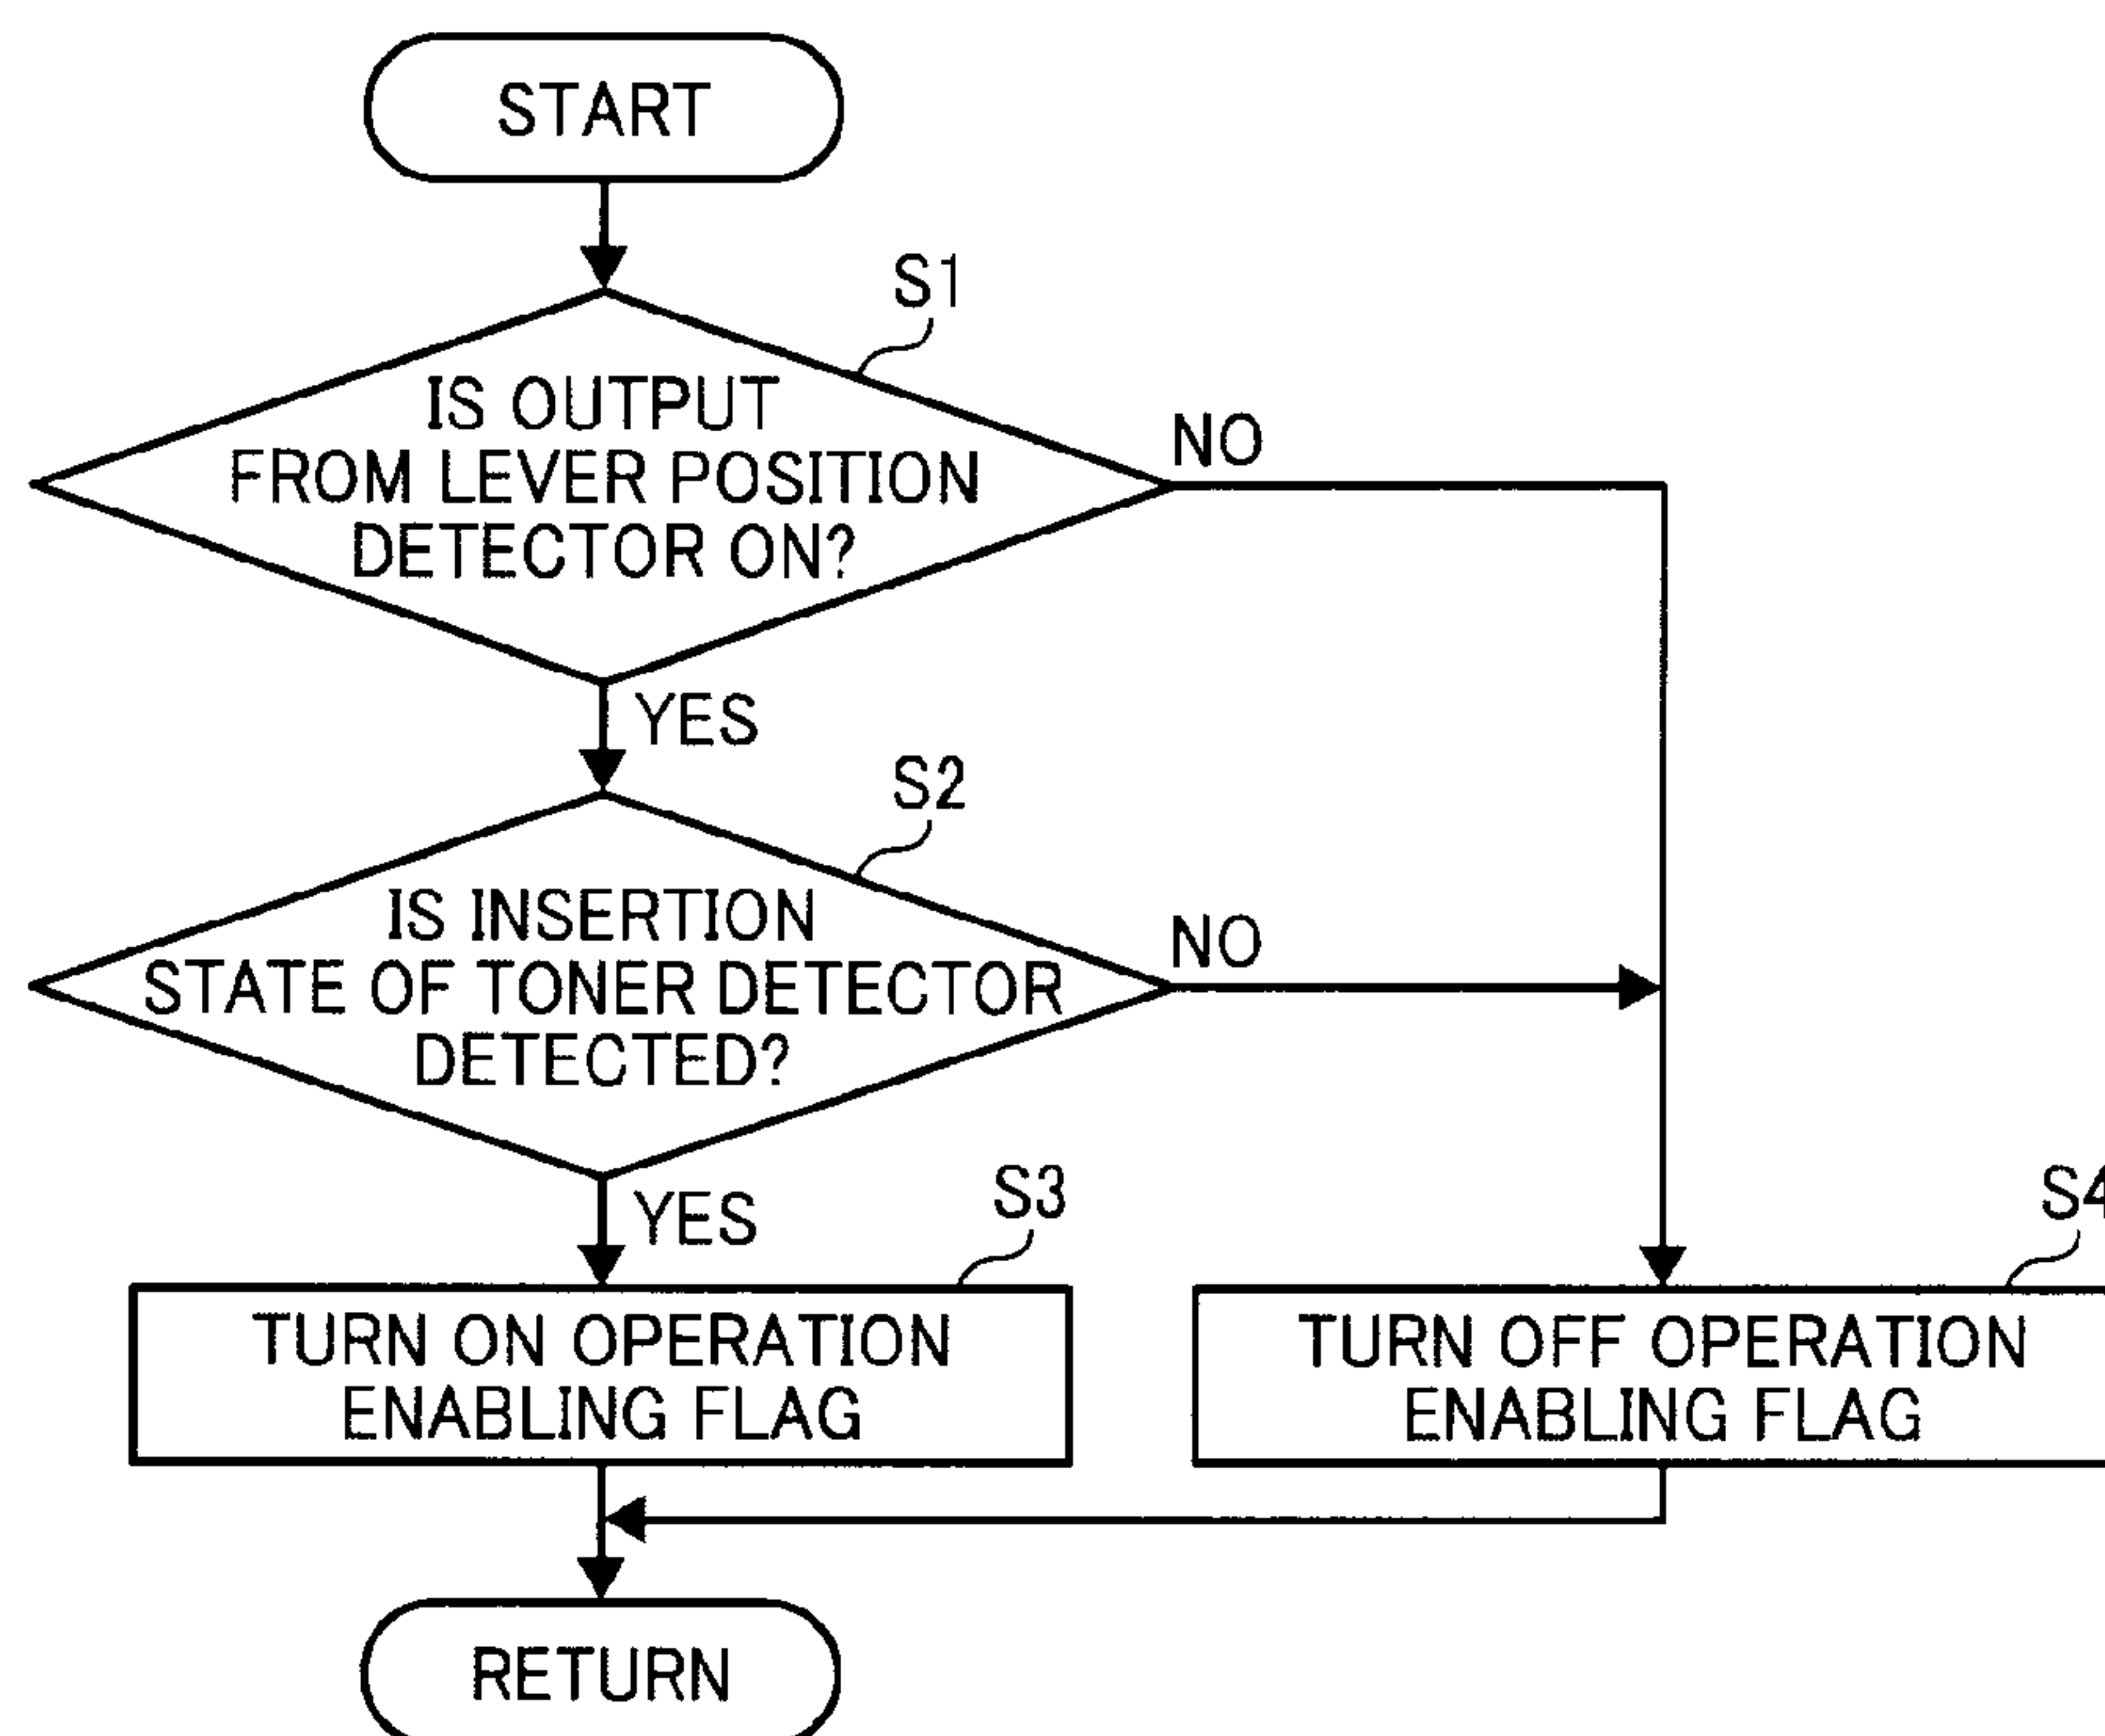 START
S1
IS OUTPUT
FROM LEVER POSITION
DETECTOR ON?
NO
YES
S2
IS INSERTION
STATE OF TONER DETECTOR
DETECTED?
NO
YES
S3
TURN ON OPERATION
ENABLING FLAG
S4
TURN OFF OPERATION
ENABLING FLAG
RETURN